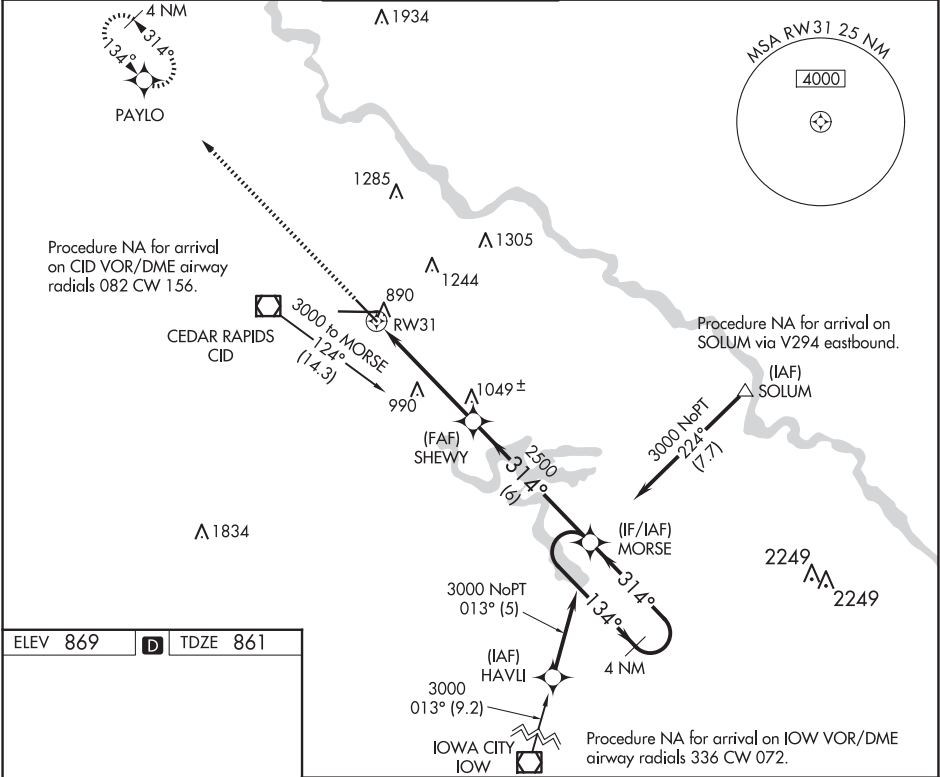 4 NM
314°
134°
PAYLO
1934
MSA RW31 25 NM
4000
1285
1305
1244
Procedure NA for arrival
on CID VOR/DME airway
radials 082 CW 156.
890
RW31
CEDAR RAPIDS
CID
3000 to MORSE
124°
(14.3)
Procedure NA for arrival on
SOLUM via V294 eastbound.
(IAF)
SOLUM
3000 NoPT
224°
(7.7)
990
1049±
(FAF)
SHEWY
2500
314°
(6)
(IF/IAF)
MORSE
1834
2249
2249
314°
134°
4 NM
3000 NoPT
013° (5)
(IAF)
HAVLI
3000
013° (9.2)
IOWA CITY
IOW
Procedure NA for arrival on IOW VOR/DME
airway radials 336 CW 072.
ELEV 869 D TDZE 861